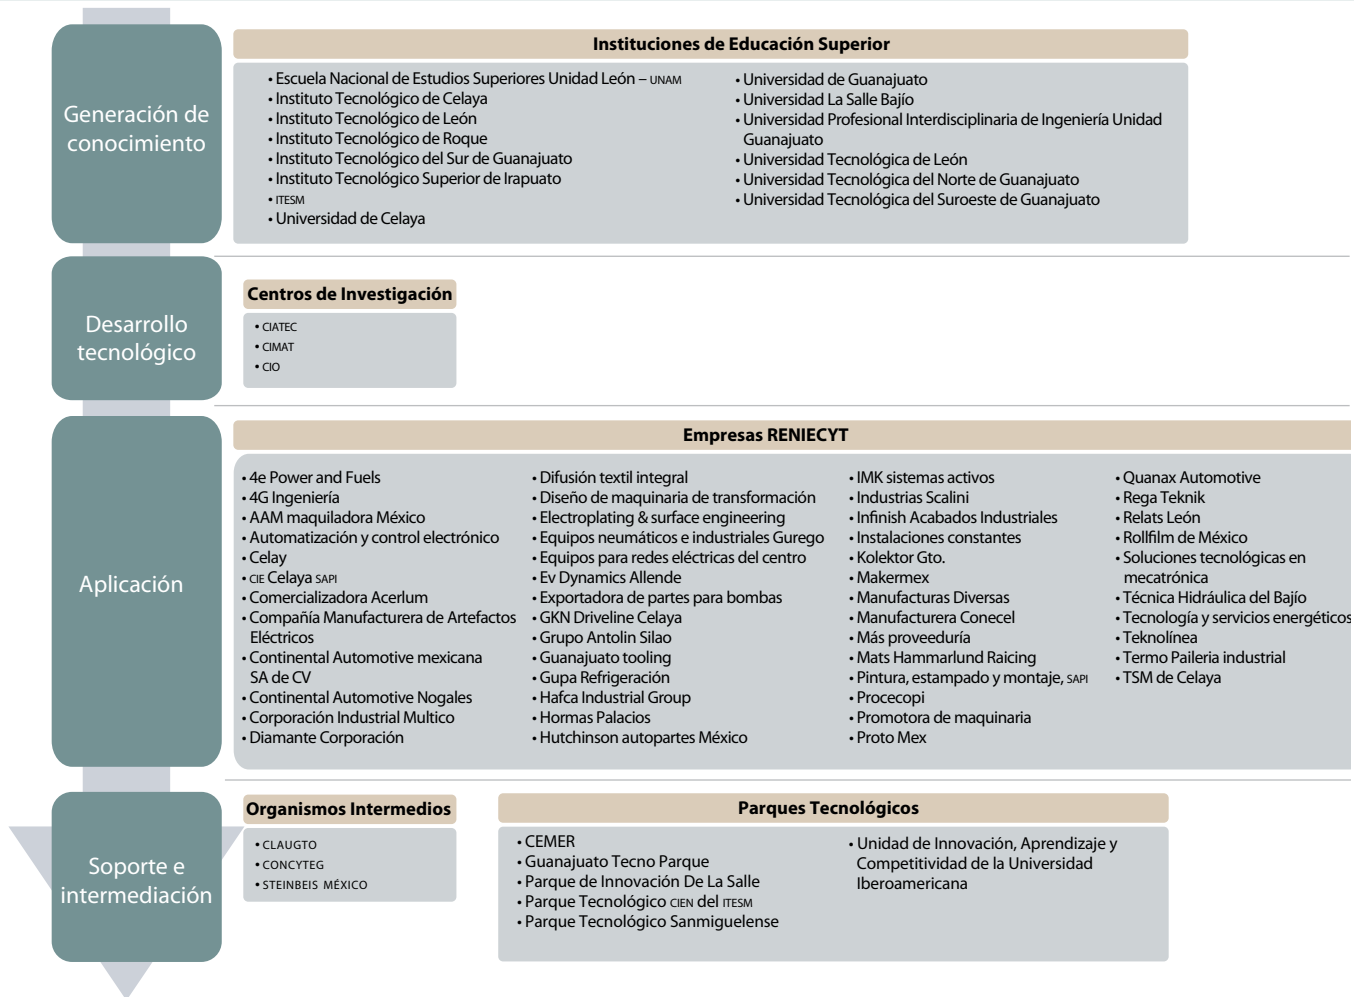 Generación de
conocimiento
Instituciones de Educación Superior
• Escuela Nacional de Estudios Superiores Unidad León – UNAM
• Instituto Tecnológico de Celaya
• Instituto Tecnológico de León
• Instituto Tecnológico de Roque
• Instituto Tecnológico del Sur de Guanajuato
• Instituto Tecnológico Superior de Irapuato
• ITESM
• Universidad de Celaya
• Universidad de Guanajuato
• Universidad La Salle Bajío
• Universidad Profesional Interdisciplinaria de Ingeniería Unidad
Guanajuato
• Universidad Tecnológica de León
• Universidad Tecnológica del Norte de Guanajuato
• Universidad Tecnológica del Suroeste de Guanajuato
Desarrollo
tecnológico
Centros de Investigación
• CIATEC
• CIMAT
• CIO
Aplicación
Empresas RENIECYT
• 4e Power and Fuels
• 4G Ingeniería
• AAM maquiladora México
• Automatización y control electrónico
• Celay
• CIE Celaya SAPI
• Comercializadora Acerlum
• Compañía Manufacturera de Artefactos
Eléctricos
• Continental Automotive mexicana
SA de CV
• Continental Automotive Nogales
• Corporación Industrial Multico
• Diamante Corporación
• Difusión textil integral
• Diseño de maquinaria de transformación
• Electroplating & surface engineering
• Equipos neumáticos e industriales Gurego
• Equipos para redes eléctricas del centro
• Ev Dynamics Allende
• Exportadora de partes para bombas
• GKN Driveline Celaya
• Grupo Antolin Silao
• Guanajuato tooling
• Gupa Refrigeración
• Hafca Industrial Group
• Hormas Palacios
• Hutchinson autopartes México
• IMK sistemas activos
• Industrias Scalini
• Infinish Acabados Industriales
• Instalaciones constantes
• Kolektor Gto.
• Makermex
• Manufacturas Diversas
• Manufacturera Conecel
• Más proveeduría
• Mats Hammarlund Raicing
• Pintura, estampado y montaje, SAPI
• Procecopi
• Promotora de maquinaria
• Proto Mex
• Quanax Automotive
• Rega Teknik
• Relats León
• Rollfilm de México
• Soluciones tecnológicas en
mecatrónica
• Técnica Hidráulica del Bajío
• Tecnología y servicios energéticos
• Teknolínea
• Termo Paileria industrial
• TSM de Celaya
Soporte e
intermediación
Organismos Intermedios
• CLAUGTO
• CONCYTEG
• STEINBEIS MÉXICO
Parques Tecnológicos
• CEMER
• Guanajuato Tecno Parque
• Parque de Innovación De La Salle
• Parque Tecnológico CIEN del ITESM
• Parque Tecnológico Sanmiguelense
• Unidad de Innovación, Aprendizaje y
Competitividad de la Universidad
Iberoamericana